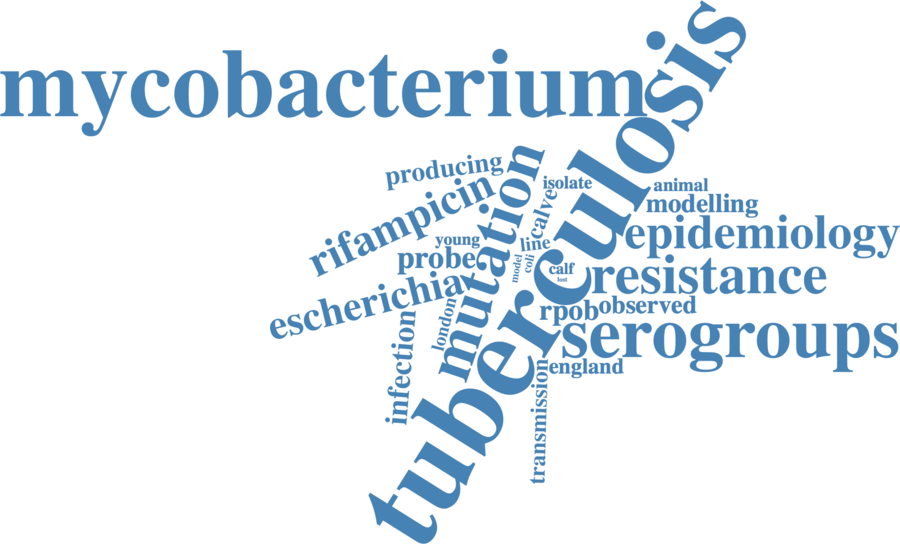 mycobacterium
tuberculosis
producing
rifampicin
mutation
isolate
calve
animal
modelling
epidemiology
young
line
probe
model
coli
calf
lost
resistance
escherichia
london
rpob
observed
serogroups
infection
england
transmission